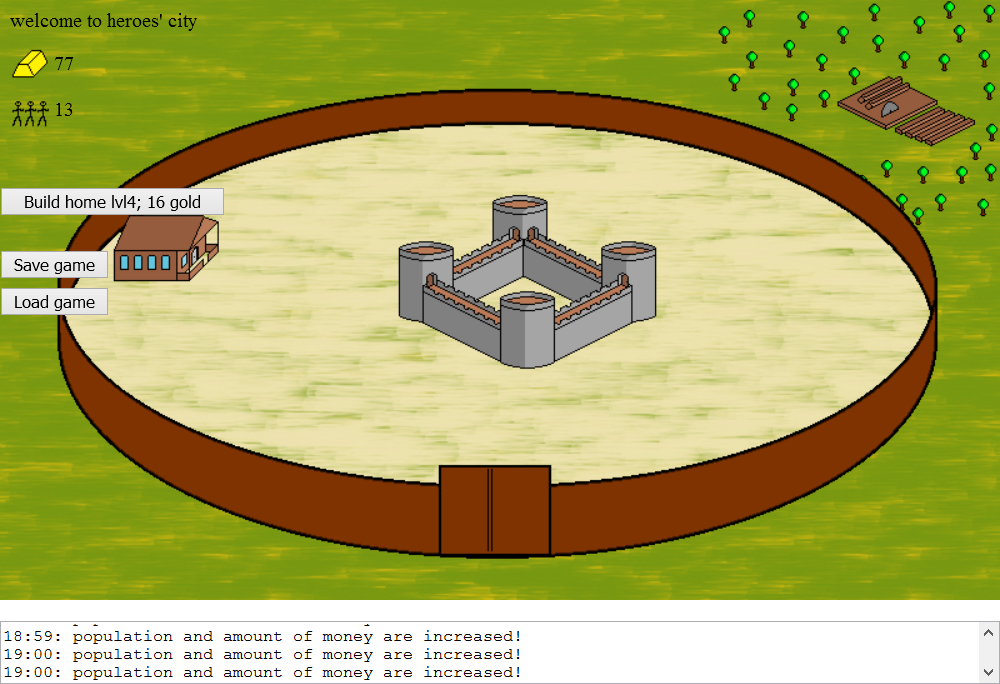 welcome to heroes' city
77
13
Build home lvl4; 16 gold
Save game
Load game
18:59: population and amount of money are increased!
19:00: population and amount of money are increased!
19:00: population and amount of money are increased!